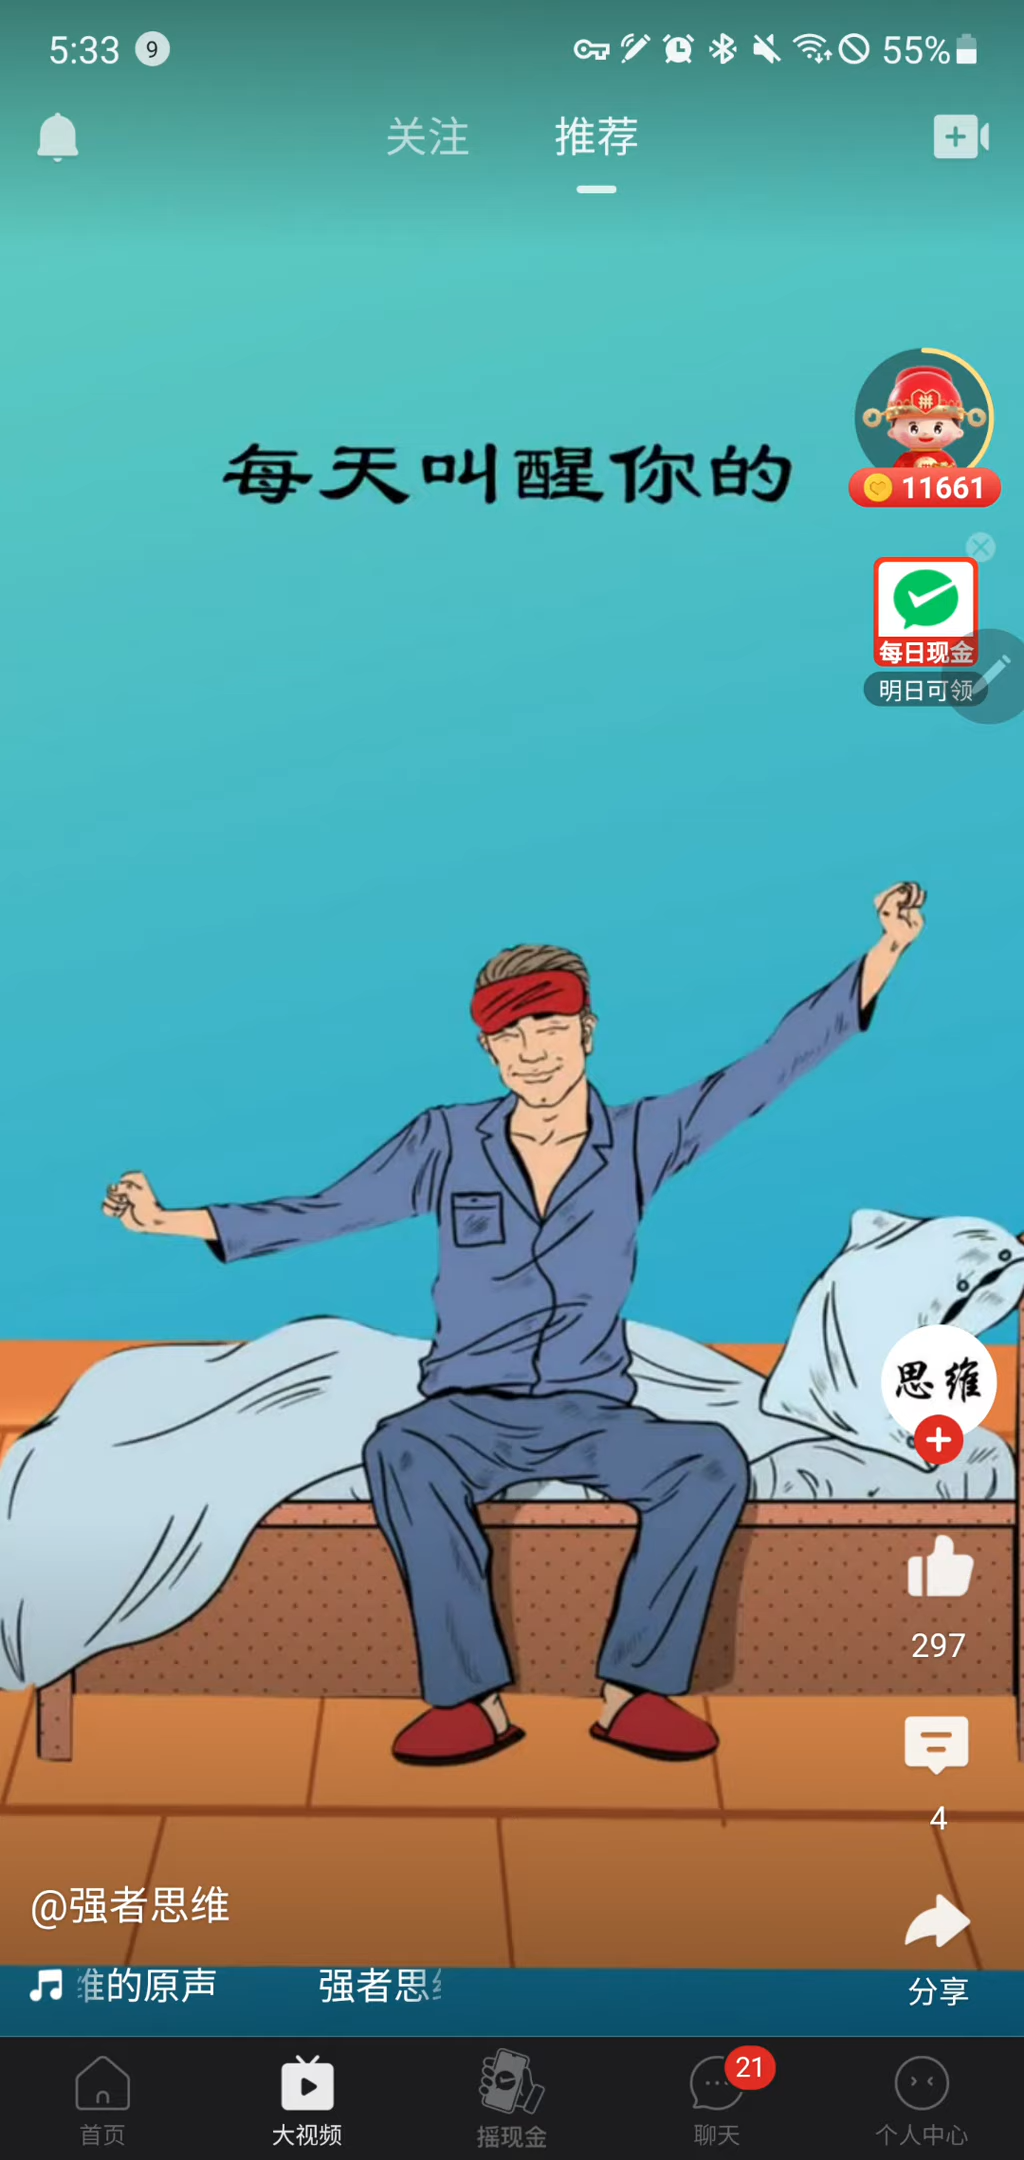 5:33 9 55%
关注 推荐
拼
11661
每天叫醒你的
每日现金
明日可领
思维
297
4
@强者思维
维的原声 强者思
分享
21
首页 大视频 摇现金 聊天 个人中心